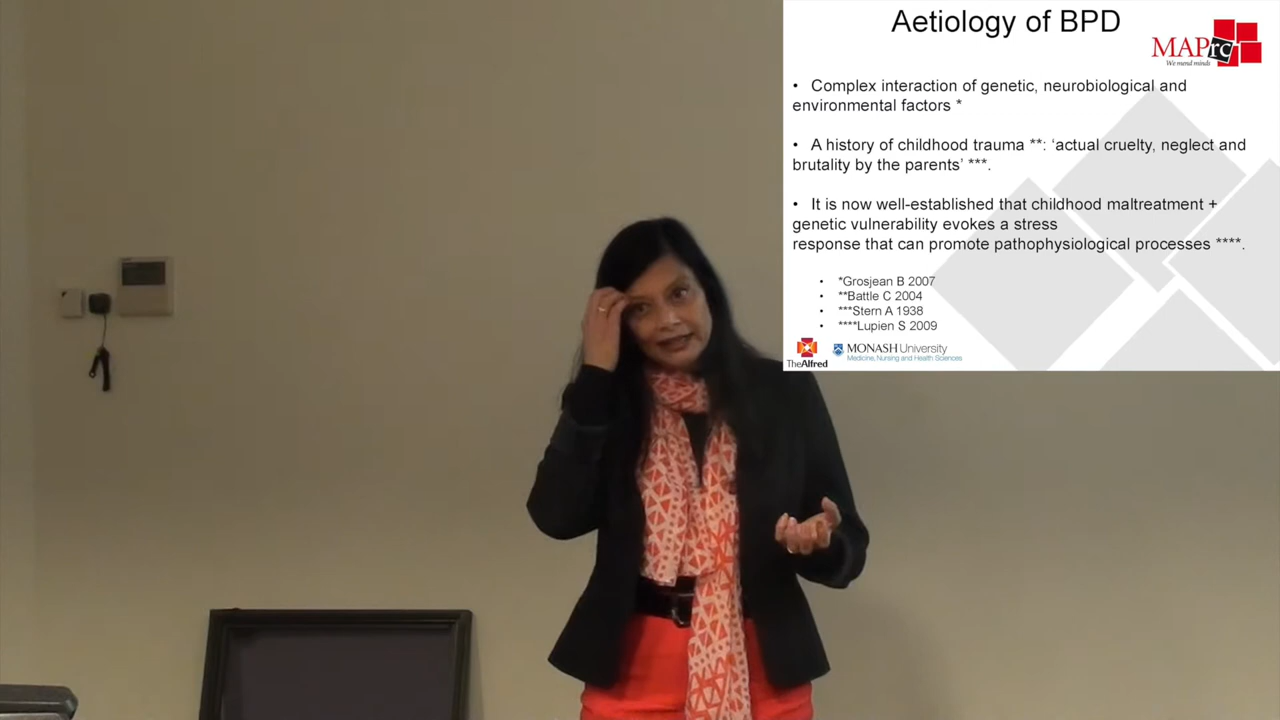 Aetiology of BPD
MAPrc
We mend minds
• Complex interaction of genetic, neurobiological and
environmental factors *
• A history of childhood trauma **: ‘actual cruelty, neglect and
brutality by the parents’ ***.
• It is now well-established that childhood maltreatment +
genetic vulnerability evokes a stress
response that can promote pathophysiological processes ****.
• *Grosjean B 2007
• **Battle C 2004
• ***Stern A 1938
• ****Lupien S 2009
TheAlfred
MONASH University
Medicine, Nursing and Health Sciences